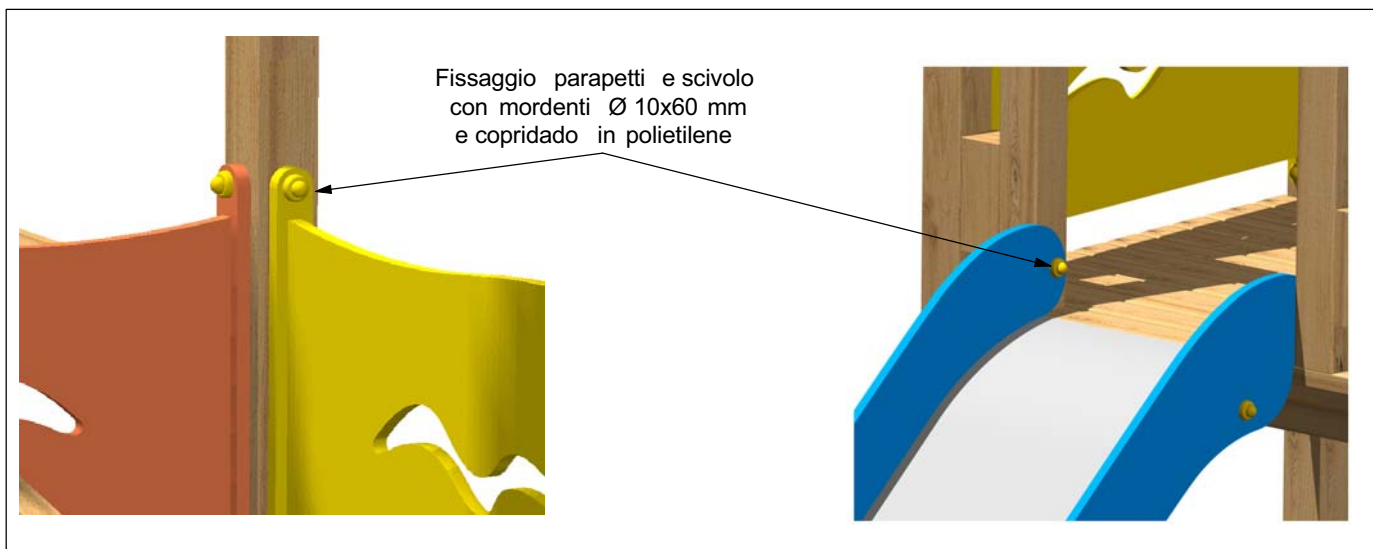 Fissaggio parapetti e scivolo
con mordenti Ø 10x60 mm
e copridado in polietilene